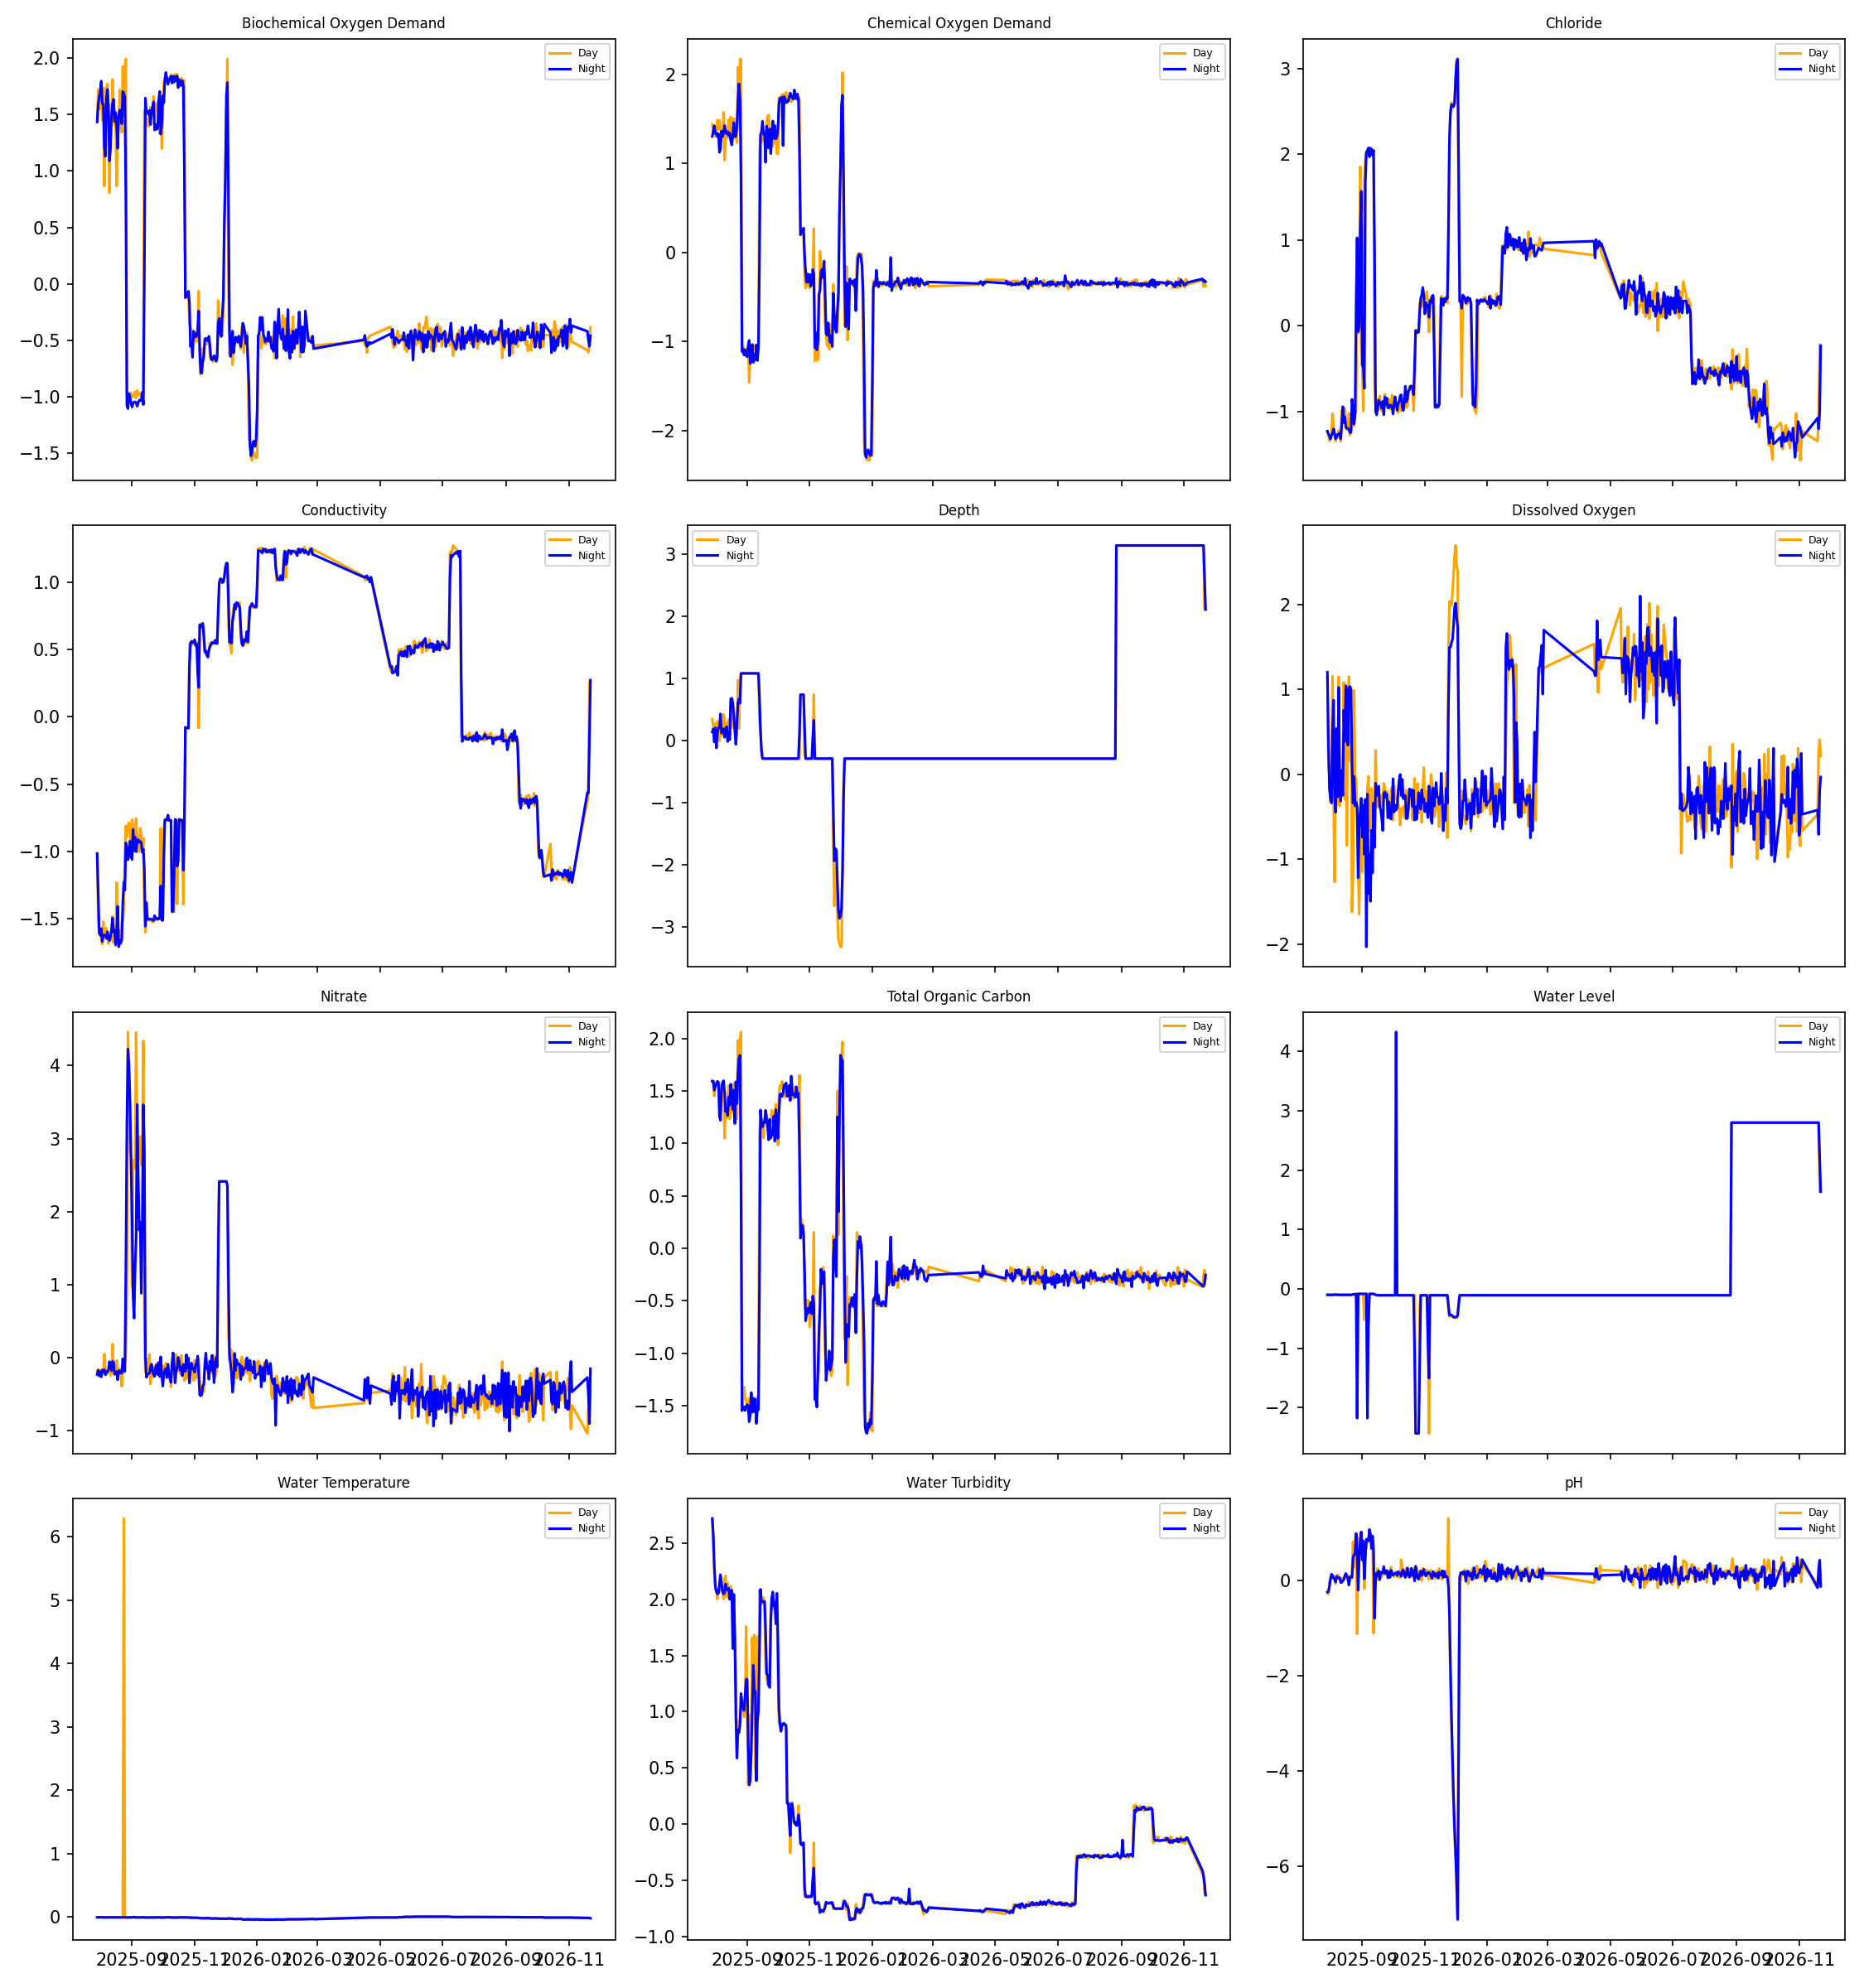 Biochemical Oxygen Demand
Day
Night
2.0
1.5
1.0
0.5
0.0
−0.5
−1.0
−1.5
Chemical Oxygen Demand
Day
Night
2
1
0
−1
−2
Chloride
Day
Night
3
2
1
0
−1
Conductivity
Day
Night
1.0
0.5
0.0
−0.5
−1.0
−1.5
Depth
Day
Night
3
2
1
0
−1
−2
−3
Dissolved Oxygen
Day
Night
2
1
0
−1
−2
Nitrate
Day
Night
4
3
2
1
0
−1
Total Organic Carbon
Day
Night
2.0
1.5
1.0
0.5
0.0
−0.5
−1.0
−1.5
Water Level
Day
Night
4
3
2
1
0
−1
−2
Water Temperature
Day
Night
6
5
4
3
2
1
0
2025-09 2025-11 2026-01 2026-03 2026-05 2026-07 2026-09 2026-11
Water Turbidity
Day
Night
2.5
2.0
1.5
1.0
0.5
0.0
−0.5
−1.0
2025-09 2025-11 2026-01 2026-03 2026-05 2026-07 2026-09 2026-11
pH
Day
Night
0
−2
−4
−6
2025-09 2025-11 2026-01 2026-03 2026-05 2026-07 2026-09 2026-11